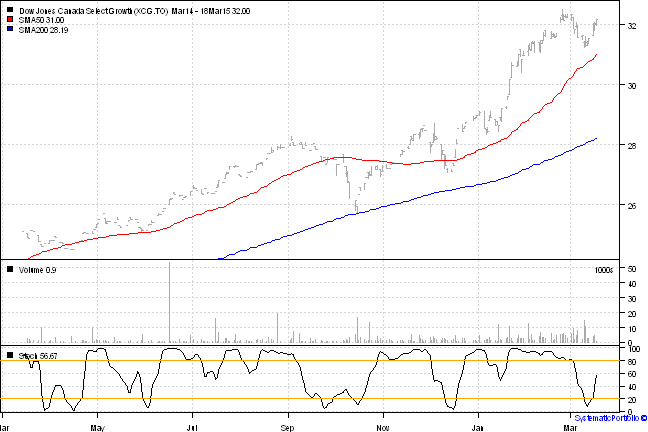 Dow Jones Canada Select Growth (XCG.TO) Mar14 - 18Mar15 32.00
SMA50 31.00
SMA200 28.19
32
30
28
26
Volume 0.9
1000s
50
40
30
20
10
0
Stoch 56.67
100
80
60
40
20
0
Mar
May
Jul
Sep
Nov
Jan
Mar
SystematicPortfolio ©